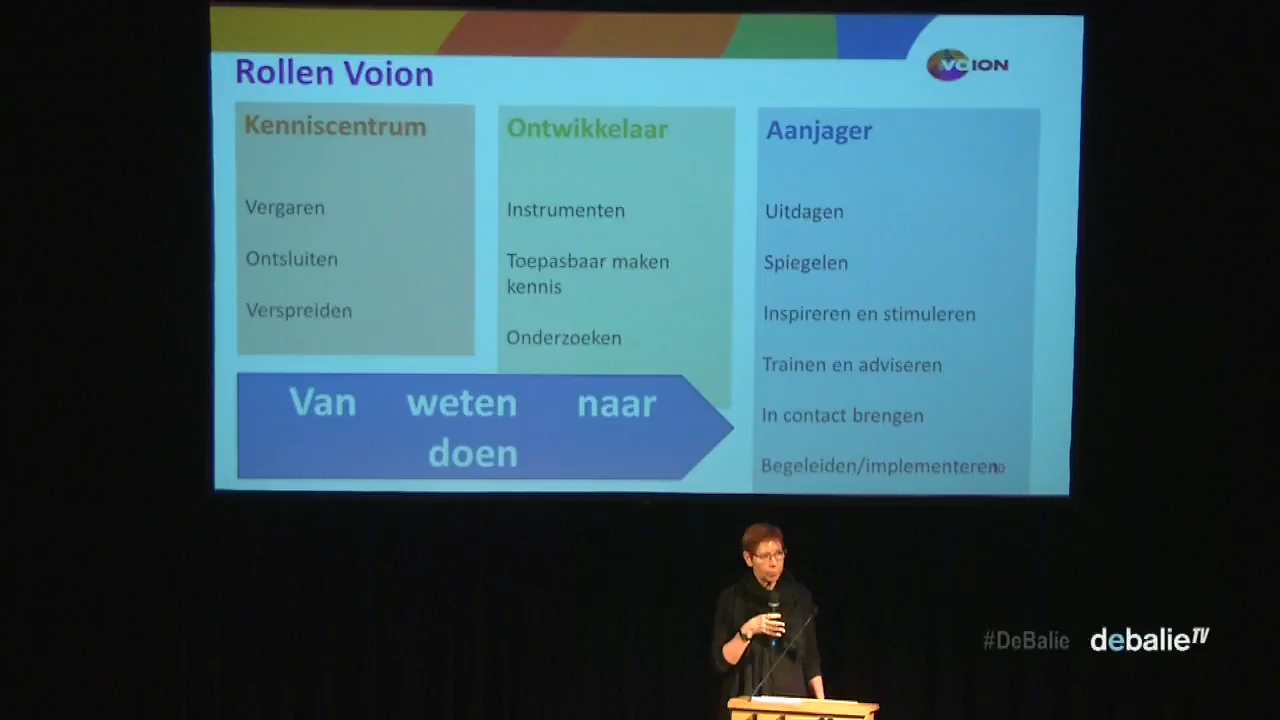 Rollen Voion
VOION
Kenniscentrum
Vergaren
Ontsluiten
Verspreiden
Ontwikkelaar
Instrumenten
Toepasbaar maken
kennis
Onderzoeken
Aanjager
Uitdagen
Spiegelen
Inspireren en stimuleren
Trainen en adviseren
In contact brengen
Begeleiden/implementeren
Van weten naar
doen
#DeBalie
debalieTV